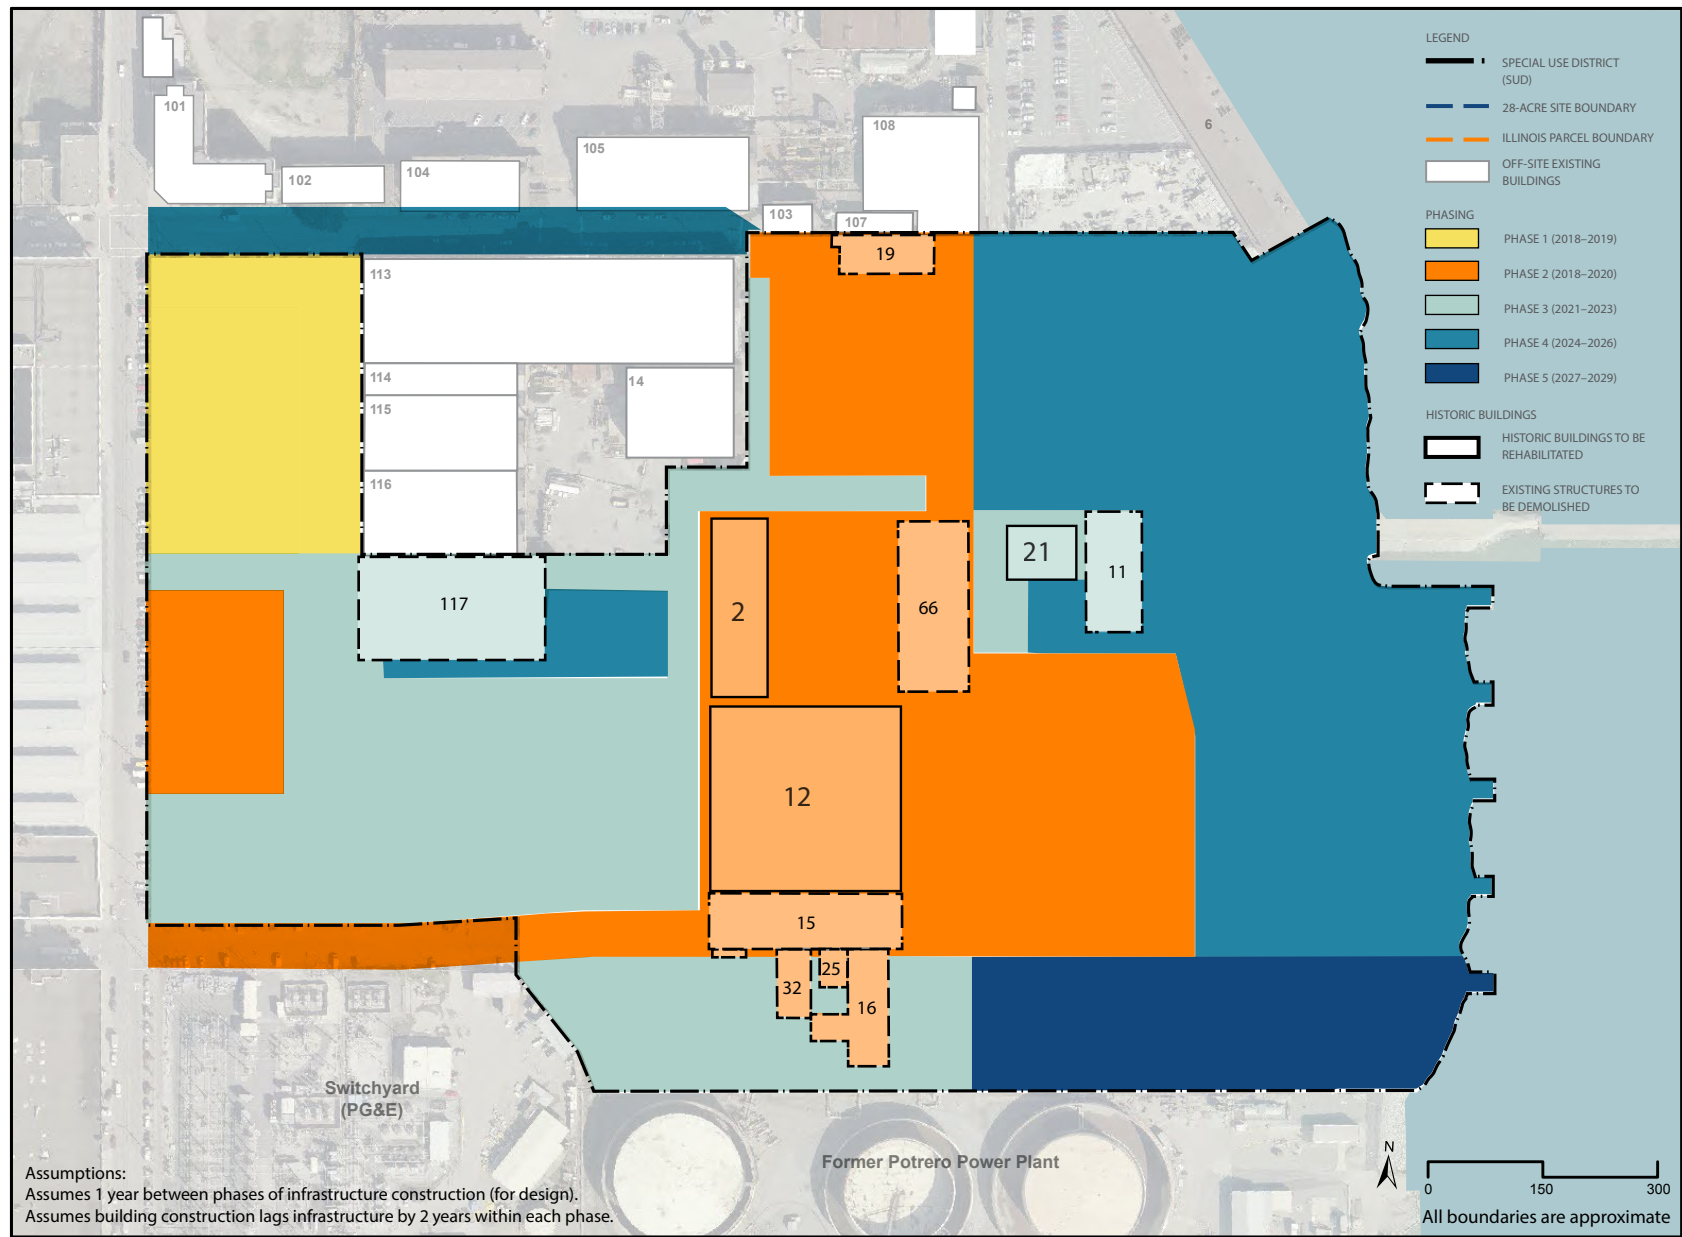 LEGEND
SPECIAL USE DISTRICT
(SUD)
28-ACRE SITE BOUNDARY
ILLINOIS PARCEL BOUNDARY
OFF-SITE EXISTING
BUILDINGS
PHASING
PHASE 1 (2018–2019)
PHASE 2 (2018–2020)
PHASE 3 (2021–2023)
PHASE 4 (2024–2026)
PHASE 5 (2027–2029)
HISTORIC BUILDINGS
HISTORIC BUILDINGS TO BE
REHABILITATED
EXISTING STRUCTURES TO
BE DEMOLISHED
101
102
104
105
108
6
103
107
19
113
114
14
115
116
21
11
117
2
66
12
15
25
32
16
Switchyard
(PG&E)
Former Potrero Power Plant
Assumptions:
Assumes 1 year between phases of infrastructure construction (for design).
Assumes building construction lags infrastructure by 2 years within each phase.
N
0 150 300
All boundaries are approximate